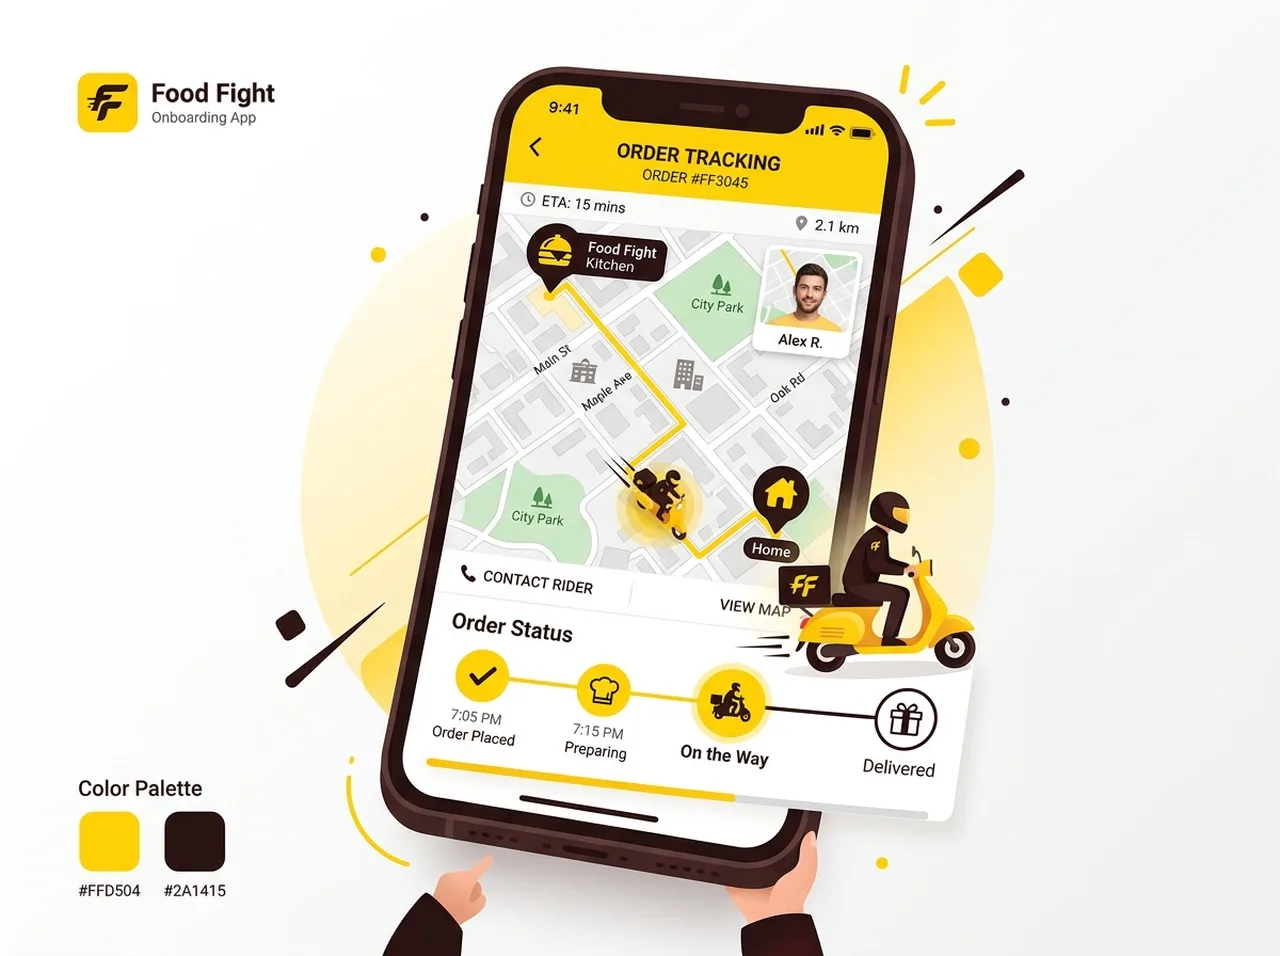 Food Fight
Onboarding App
9:41
ORDER TRACKING
ORDER #FF3045
ETA: 15 mins
2.1 km
Food Fight
Kitchen
City Park
Alex R.
Main St
Maple Ave
Oak Rd
City Park
Home
CONTACT RIDER
VIEW MAP
FF
Order Status
7:05 PM
Order Placed
7:15 PM
Preparing
On the Way
Delivered
Color Palette
#FFD504
#2A1415